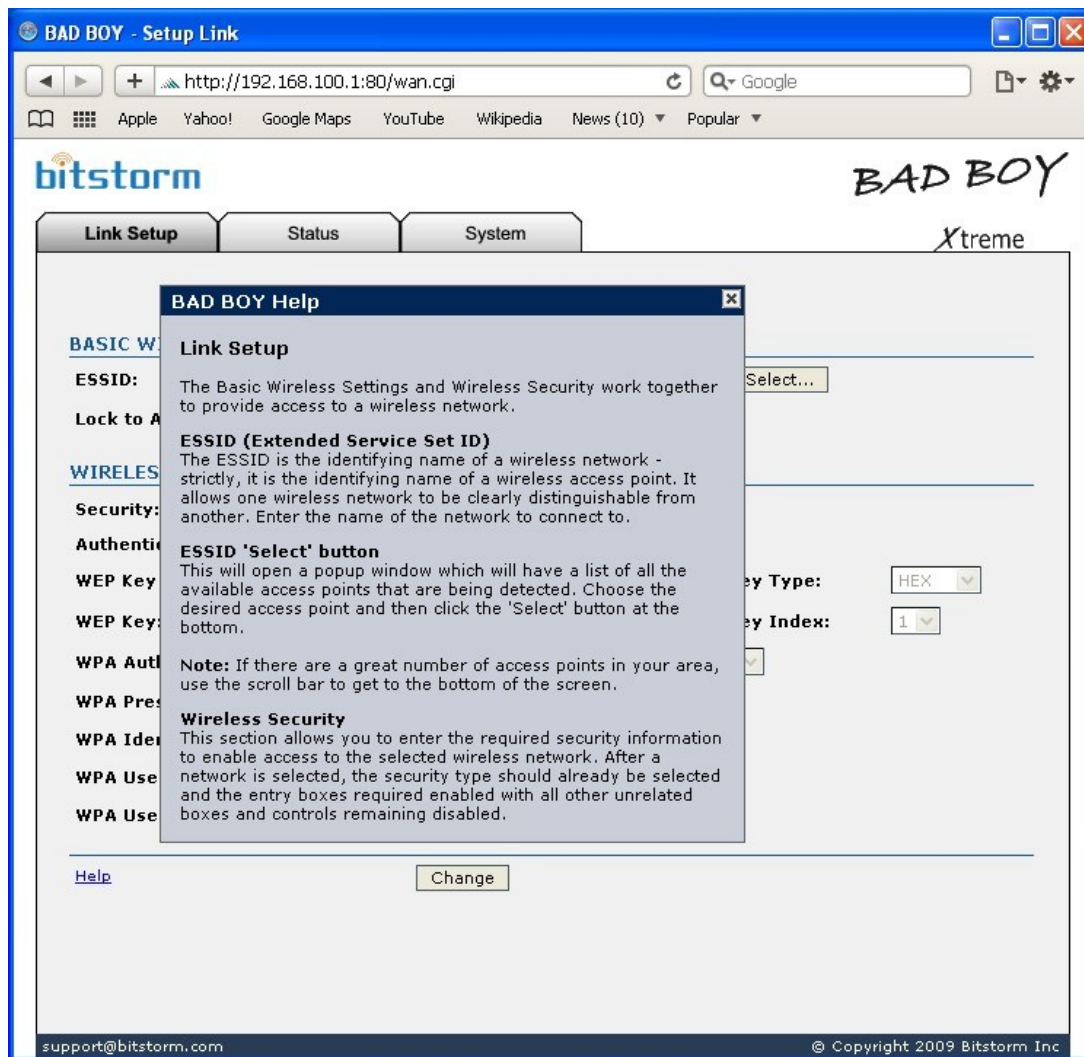 BAD BOY - Setup Link
http://192.168.100.1:80/wan.cgi
Google
Apple Yahoo! Google Maps YouTube Wikipedia News (10) Popular
bitstorm
BAD BOY
Xtreme
Link Setup Status System
BAD BOY Help
BASIC W
Link Setup
ESSID:
Select...
The Basic Wireless Settings and Wireless Security work together
to provide access to a wireless network.
Lock to A
ESSID (Extended Service Set ID)
The ESSID is the identifying name of a wireless network -
strictly, it is the identifying name of a wireless access point. It
allows one wireless network to be clearly distinguishable from
another. Enter the name of the network to connect to.
WIRELES
Security:
Authenti
ESSID 'Select' button
This will open a popup window which will have a list of all the
available access points that are being detected. Choose the
desired access point and then click the 'Select' button at the
bottom.
WEP Key
ey Type: HEX
WEP Key:
ey Index: 1
WPA Aut
Note: If there are a great number of access points in your area,
use the scroll bar to get to the bottom of the screen.
WPA Pres
Wireless Security
This section allows you to enter the required security information
to enable access to the selected wireless network. After a
network is selected, the security type should already be selected
and the entry boxes required enabled with all other unrelated
boxes and controls remaining disabled.
WPA Iden
WPA Use
WPA Use
Help
Change
support@bitstorm.com
© Copyright 2009 Bitstorm Inc